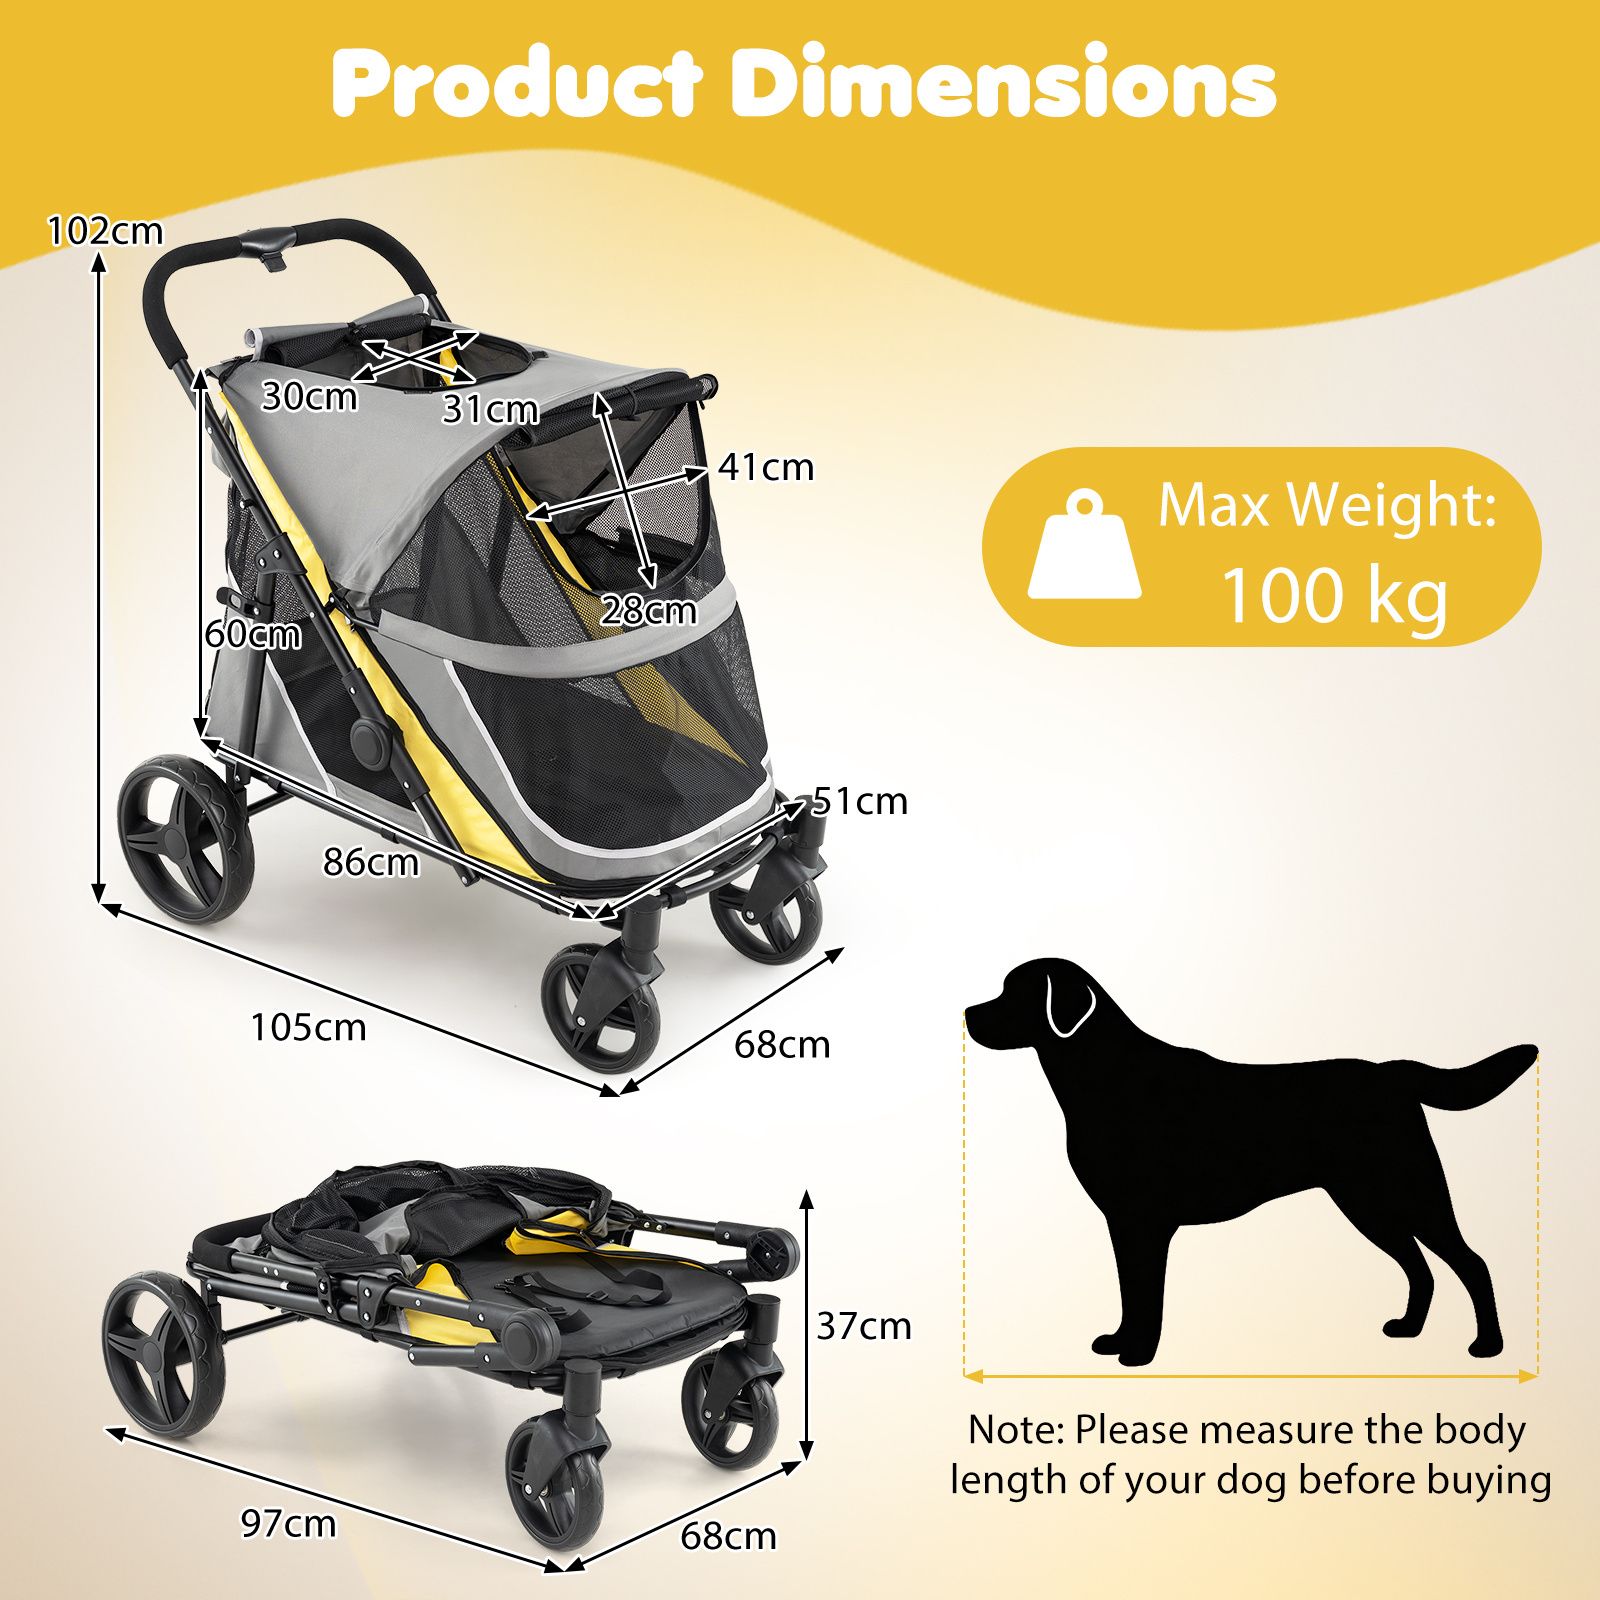 Product Dimensions
102cm
30cm
31cm
41cm
28cm
60cm
51cm
86cm
105cm
68cm
Max Weight:
100 kg
37cm
97cm
68cm
Note: Please measure the body
length of your dog before buying